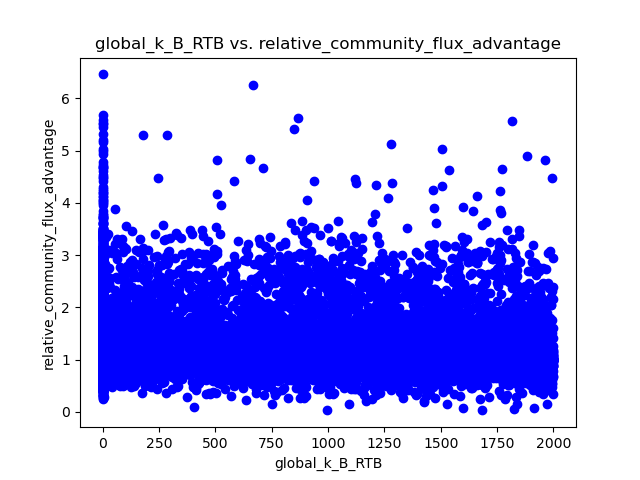 global_k_B_RTB vs. relative_community_flux_advantage
relative_community_flux_advantage
6
5
4
3
2
1
0
0 250 500 750 1000 1250 1500 1750 2000
global_k_B_RTB